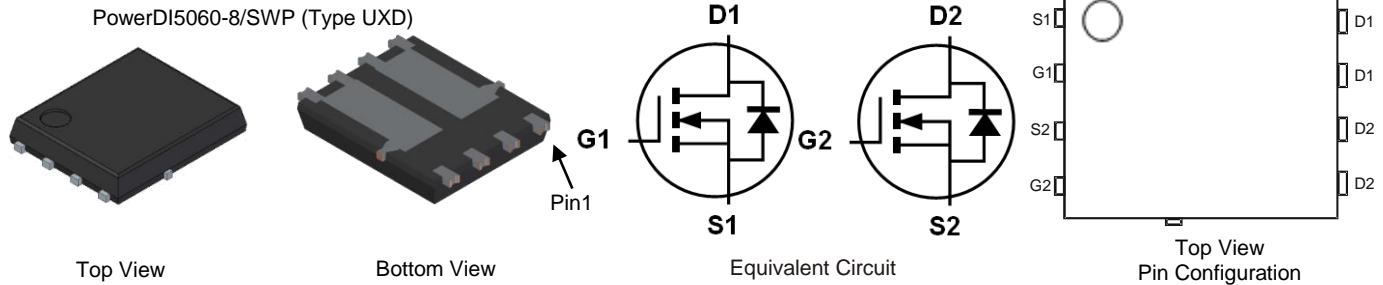 PowerDI5060-8/SWP (Type UXD)
Top View
Bottom View
Pin1
D1
G1
S1
D2
G2
S2
Equivalent Circuit
S1
G1
S2
G2
D1
D1
D2
D2
Top View
Pin Configuration